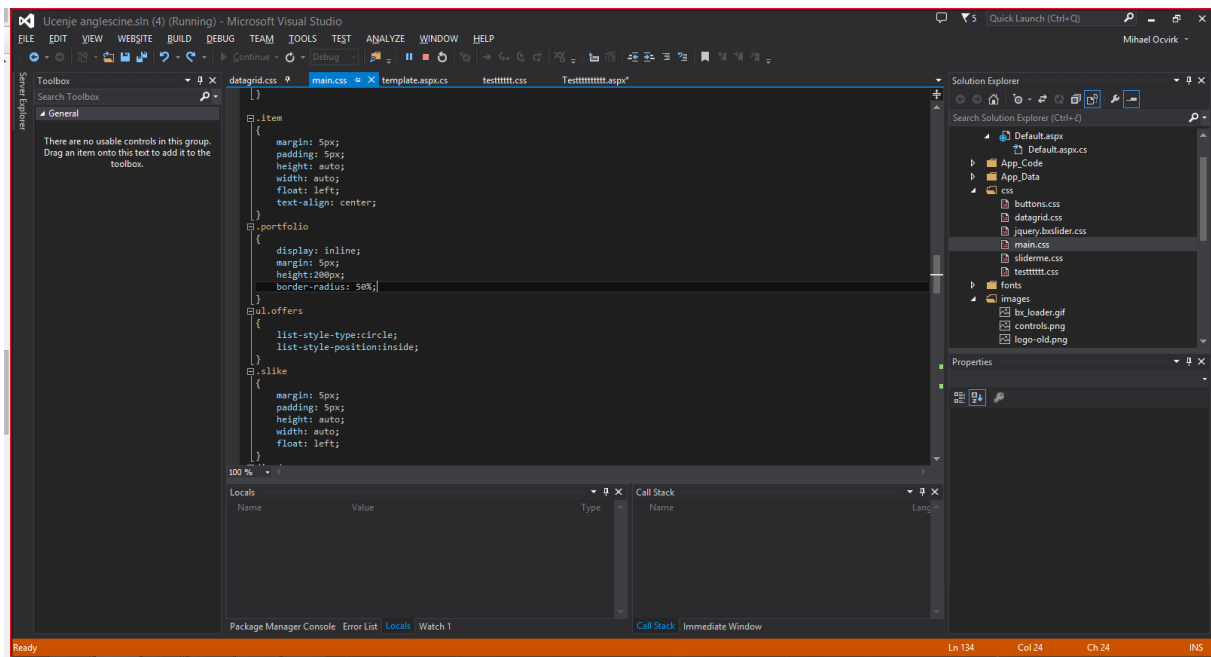 Ucenje anglescine.sln (4) (Running) - Microsoft Visual Studio
5
Quick Launch (Ctrl+Q)
FILE EDIT VIEW WEBSITE BUILD DEBUG TEAM TOOLS TEST ANALYZE WINDOW HELP
Mihael Ocvirk
Continue
Debug
Server Explorer
Toolbox
Search Toolbox
General
There are no usable controls in this group.
Drag an item onto this text to add it to the
toolbox.
datagrid.css main.css template.aspx.cs
}
.item
{
margin: 5px;
padding: 5px;
height: auto;
width: auto;
float: left;
text-align: center;
}
.portfolio
{
display: inline;
margin: 5px;
height:200px;
border-radius: 50%;
}
ul.offers
{
list-style-type:circle;
list-style-position:inside;
}
.slike
{
margin: 5px;
padding: 5px;
height: auto;
width: auto;
float: left;
}
100 %
Locals
Name Value Type
Package Manager Console Error List Locals Watch 1
Call Stack
Name
Call Stack Immediate Window
Solution Explorer
Search Solution Explorer (Ctrl+č)
Default.aspx
Default.aspx.cs
App_Code
App_Data
css
buttons.css
datagrid.css
jquery.bxslider.css
main.css
sliderme.css
fonts
images
bx_loader.gif
controls.png
logo-old.png
Properties
Ready
Ln 134 Col 24 Ch 24 INS